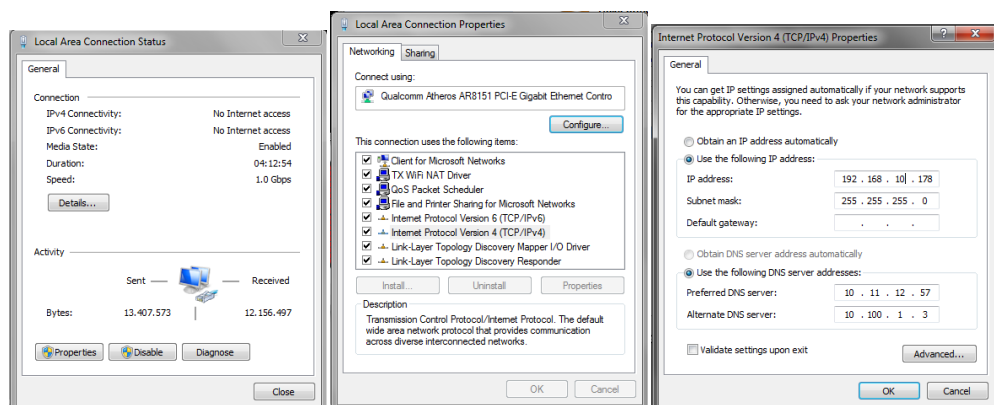 Local Area Connection Status
General
Connection
IPv4 Connectivity: No Internet access
IPv6 Connectivity: No Internet access
Media State: Enabled
Duration: 04:12:54
Speed: 1.0 Gbps
Details...
Activity
Sent Received
Bytes: 13.407.573 12.156.497
Properties Disable Diagnose
Close
Local Area Connection Properties
Networking Sharing
Connect using:
Qualcomm Atheros AR8151 PCI-E Gigabit Ethernet Contro
Configure...
This connection uses the following items:
Client for Microsoft Networks
TX WiFi NAT Driver
QoS Packet Scheduler
File and Printer Sharing for Microsoft Networks
Internet Protocol Version 6 (TCP/IPv6)
Internet Protocol Version 4 (TCP/IPv4)
Link-Layer Topology Discovery Mapper I/O Driver
Link-Layer Topology Discovery Responder
Install... Uninstall Properties
Description
Transmission Control Protocol/Internet Protocol. The default
wide area network protocol that provides communication
across diverse interconnected networks.
OK Cancel
Internet Protocol Version 4 (TCP/IPv4) Properties
General
You can get IP settings assigned automatically if your network supports
this capability. Otherwise, you need to ask your network administrator
for the appropriate IP settings.
Obtain an IP address automatically
Use the following IP address:
IP address: 192 . 168 . 10 . 178
Subnet mask: 255 . 255 . 255 . 0
Default gateway: . . .
Obtain DNS server address automatically
Use the following DNS server addresses:
Preferred DNS server: 10 . 11 . 12 . 57
Alternate DNS server: 10 . 100 . 1 . 3
Validate settings upon exit
Advanced...
OK Cancel